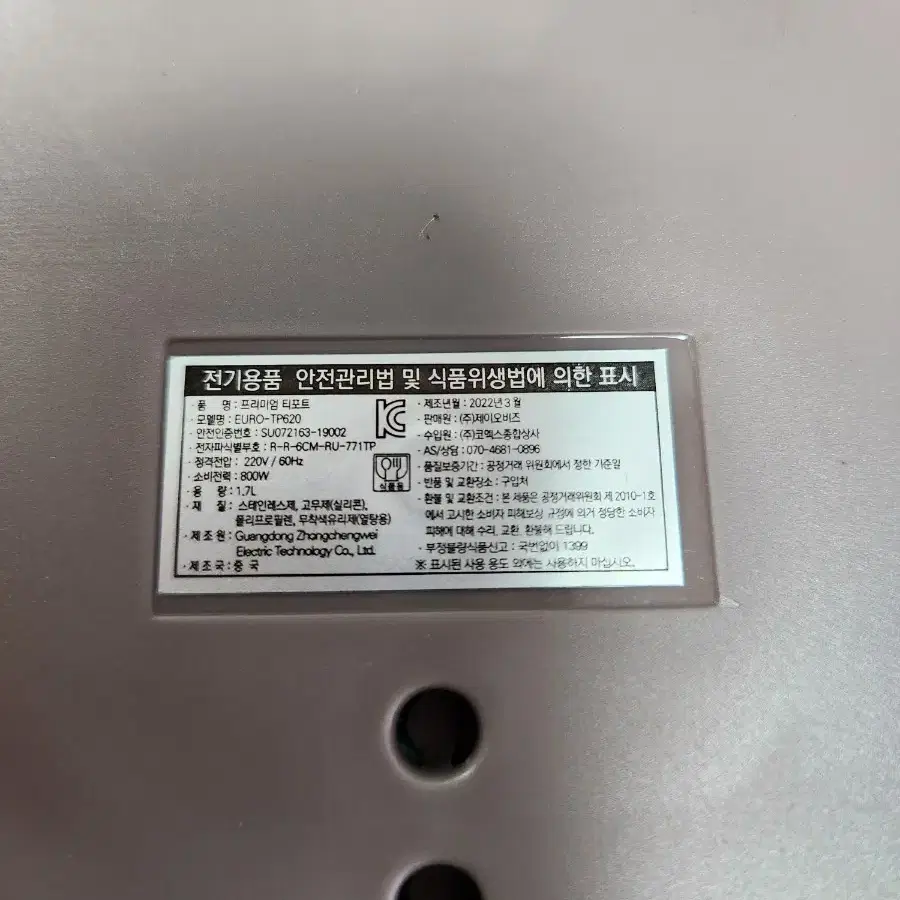 전기용품 안전관리법 및 식품위생법에 의한 표시
· 품 명 : 프리미엄 티포트
· 모델명 : EURO-TP620
· 안전인증번호 : SU072163-19002
· 전자파식별부호 : R-R-6CM-RU-771TP
· 정격전압 : 220V / 60Hz
· 소비전력 : 800W
· 용 량 : 1.7L
· 재 질 : 스테인레스제, 고무제(실리콘),
폴리프로필렌, 무착색유리제(열탕용)
· 제조원 : Guangdong Zhangchengwei
Electric Technology Co., Ltd.
· 제조국 : 중 국
식품용
· 제조년월 : 2022년 3월
· 판매원 : (주)제이오비즈
· 수입원 : (주)코멕스종합상사
· AS/상담 : 070-4681-0896
· 품질보증기간 : 공정거래 위원회에서 정한 기준일
· 반품 및 교환장소 : 구입처
· 환불 및 교환조건 : 본 제품은 공정거래위원회 제 2010-1호
에서 고시한 소비자 피해보상 규정에 의거 정당한 소비자
피해에 대해 수리, 교환, 환불해 드립니다.
· 부정불량식품신고 : 국번없이 1399
※ 표시된 사용 용도 외에는 사용하지 마십시오.